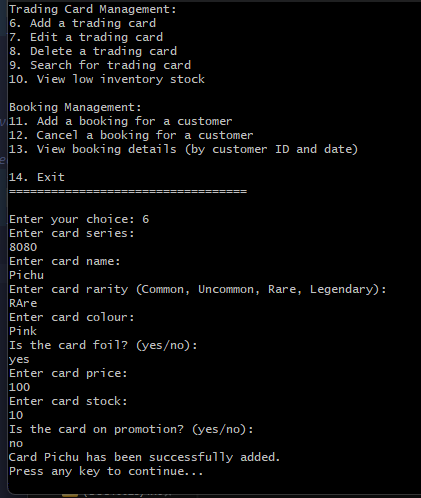 Trading Card Management:
6. Add a trading card
7. Edit a trading card
8. Delete a trading card
9. Search for trading card
10. View low inventory stock
Booking Management:
11. Add a booking for a customer
12. Cancel a booking for a customer
13. View booking details (by customer ID and date)
14. Exit
==================================
Enter your choice: 6
Enter card series:
8080
Enter card name:
Pichu
Enter card rarity (Common, Uncommon, Rare, Legendary):
RAre
Enter card colour:
Pink
Is the card foil? (yes/no):
yes
Enter card price:
100
Enter card stock:
10
Is the card on promotion? (yes/no):
no
Card Pichu has been successfully added.
Press any key to continue...